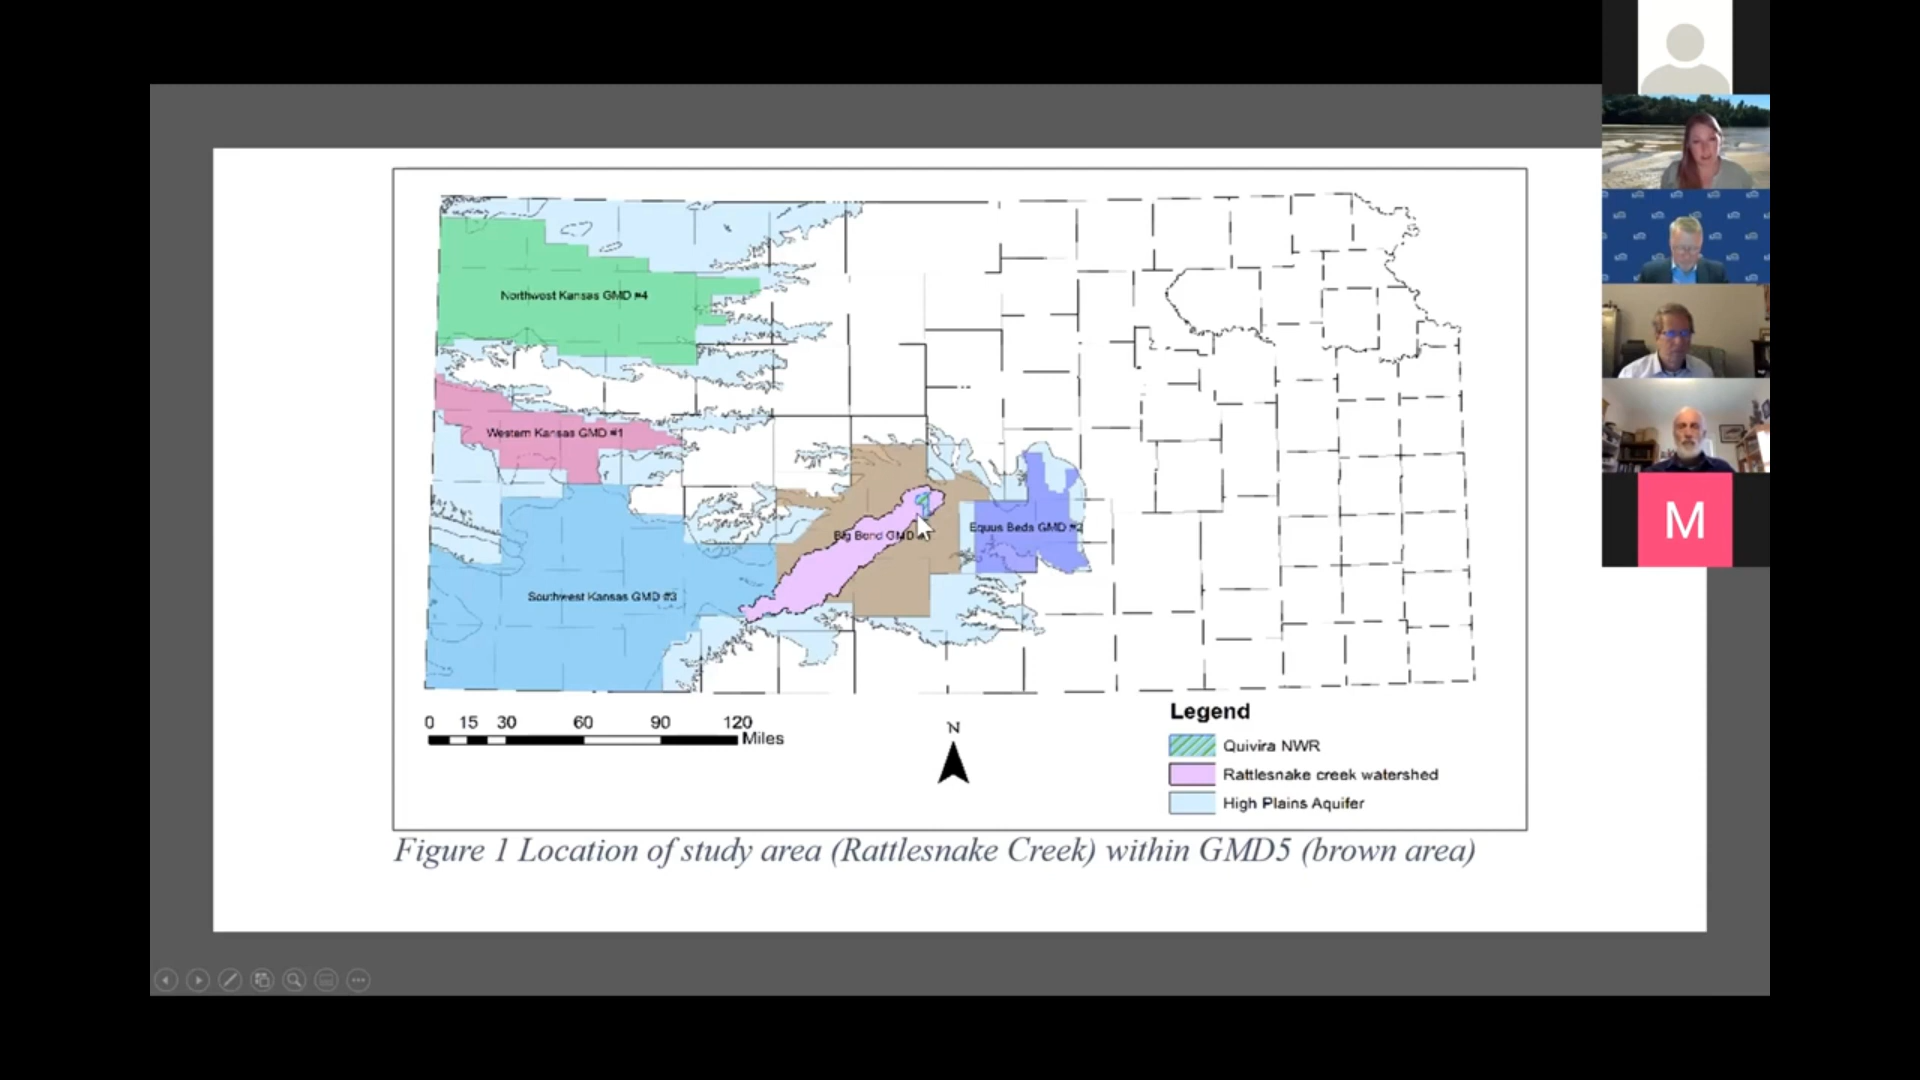 Northwest Kansas GMD #4
Western Kansas GMD #1
Big Bend GMD
Equus Beds GMD #2
Southwest Kansas GMD #3
0 15 30 60 90 120
Miles
N
Legend
Quivira NWR
Rattlesnake creek watershed
High Plains Aquifer
Figure 1 Location of study area (Rattlesnake Creek) within GMD5 (brown area)
M